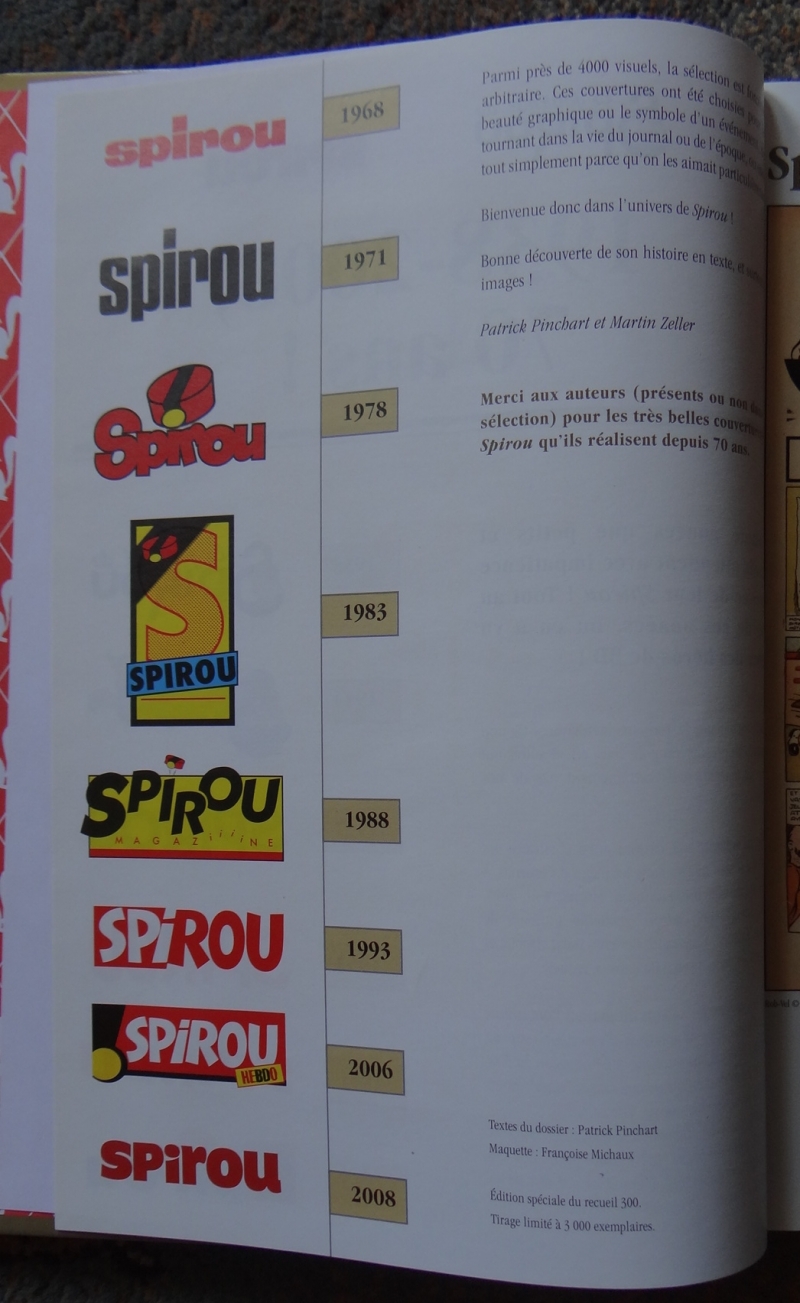 spirou
1968
spirou
1971
Spirou
1978
S
SPIROU
1983
SPIROU
MAGAZiiiiNE
1988
SPiROU
1993
SPiROU
HEBDO
2006
SPirou
2008
Parmi près de 4000 visuels, la sélection est
arbitraire. Ces couvertures ont été choisies
beauté graphique ou le symbole d'un événement
tournant dans la vie du journal ou de l'époque,
tout simplement parce qu'on les aimait
Bienvenue donc dans l'univers de Spirou !
Bonne découverte de son histoire en texte, et
images !
Patrick Pinchart et Martin Zeller
Merci aux auteurs (présents ou non
sélection) pour les très belles
Spirou qu'ils réalisent depuis 70 ans.
Textes du dossier : Patrick Pinchart
Maquette : Françoise Michaux
Édition spéciale du recueil 300.
Tirage limité à 3 000 exemplaires.